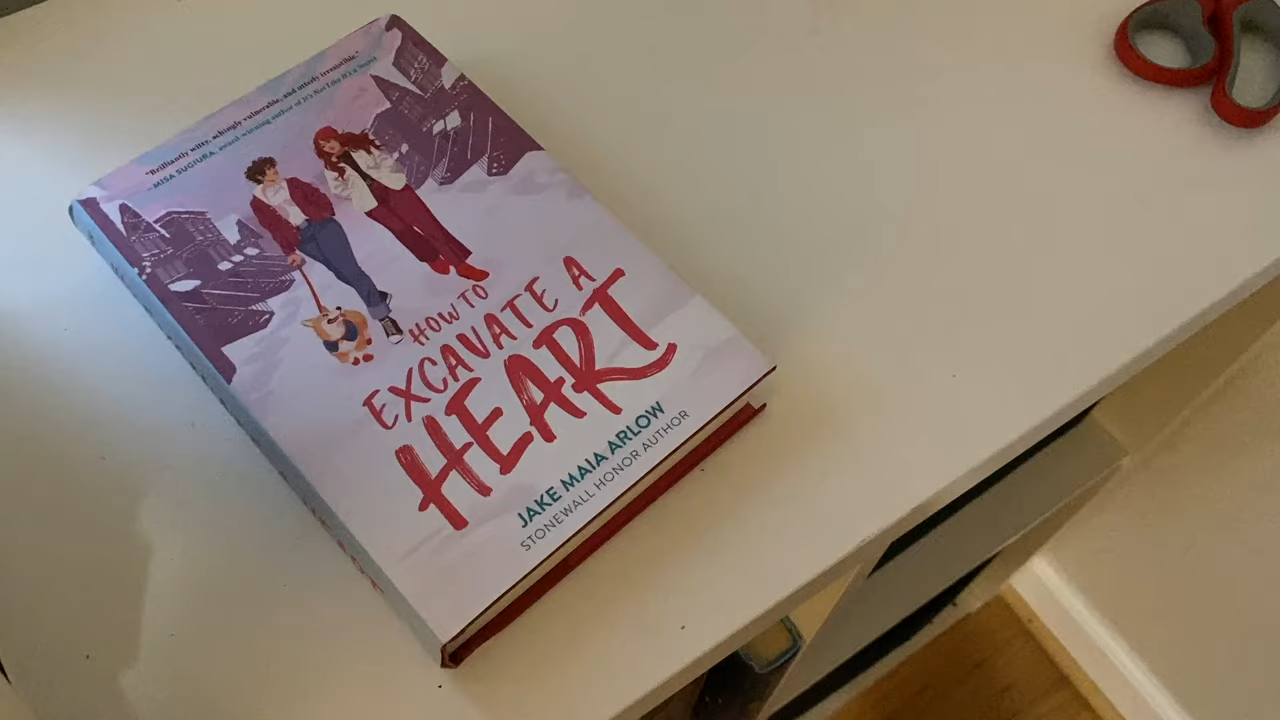 "Brilliantly witty, achingly vulnerable, and utterly irresistible."
—MISA SUGIURA, award-winning author of It's Not Like It's a Secret
HOW TO
EXCAVATE A
HEART
JAKE MAIA ARLOW
STONEWALL HONOR AUTHOR